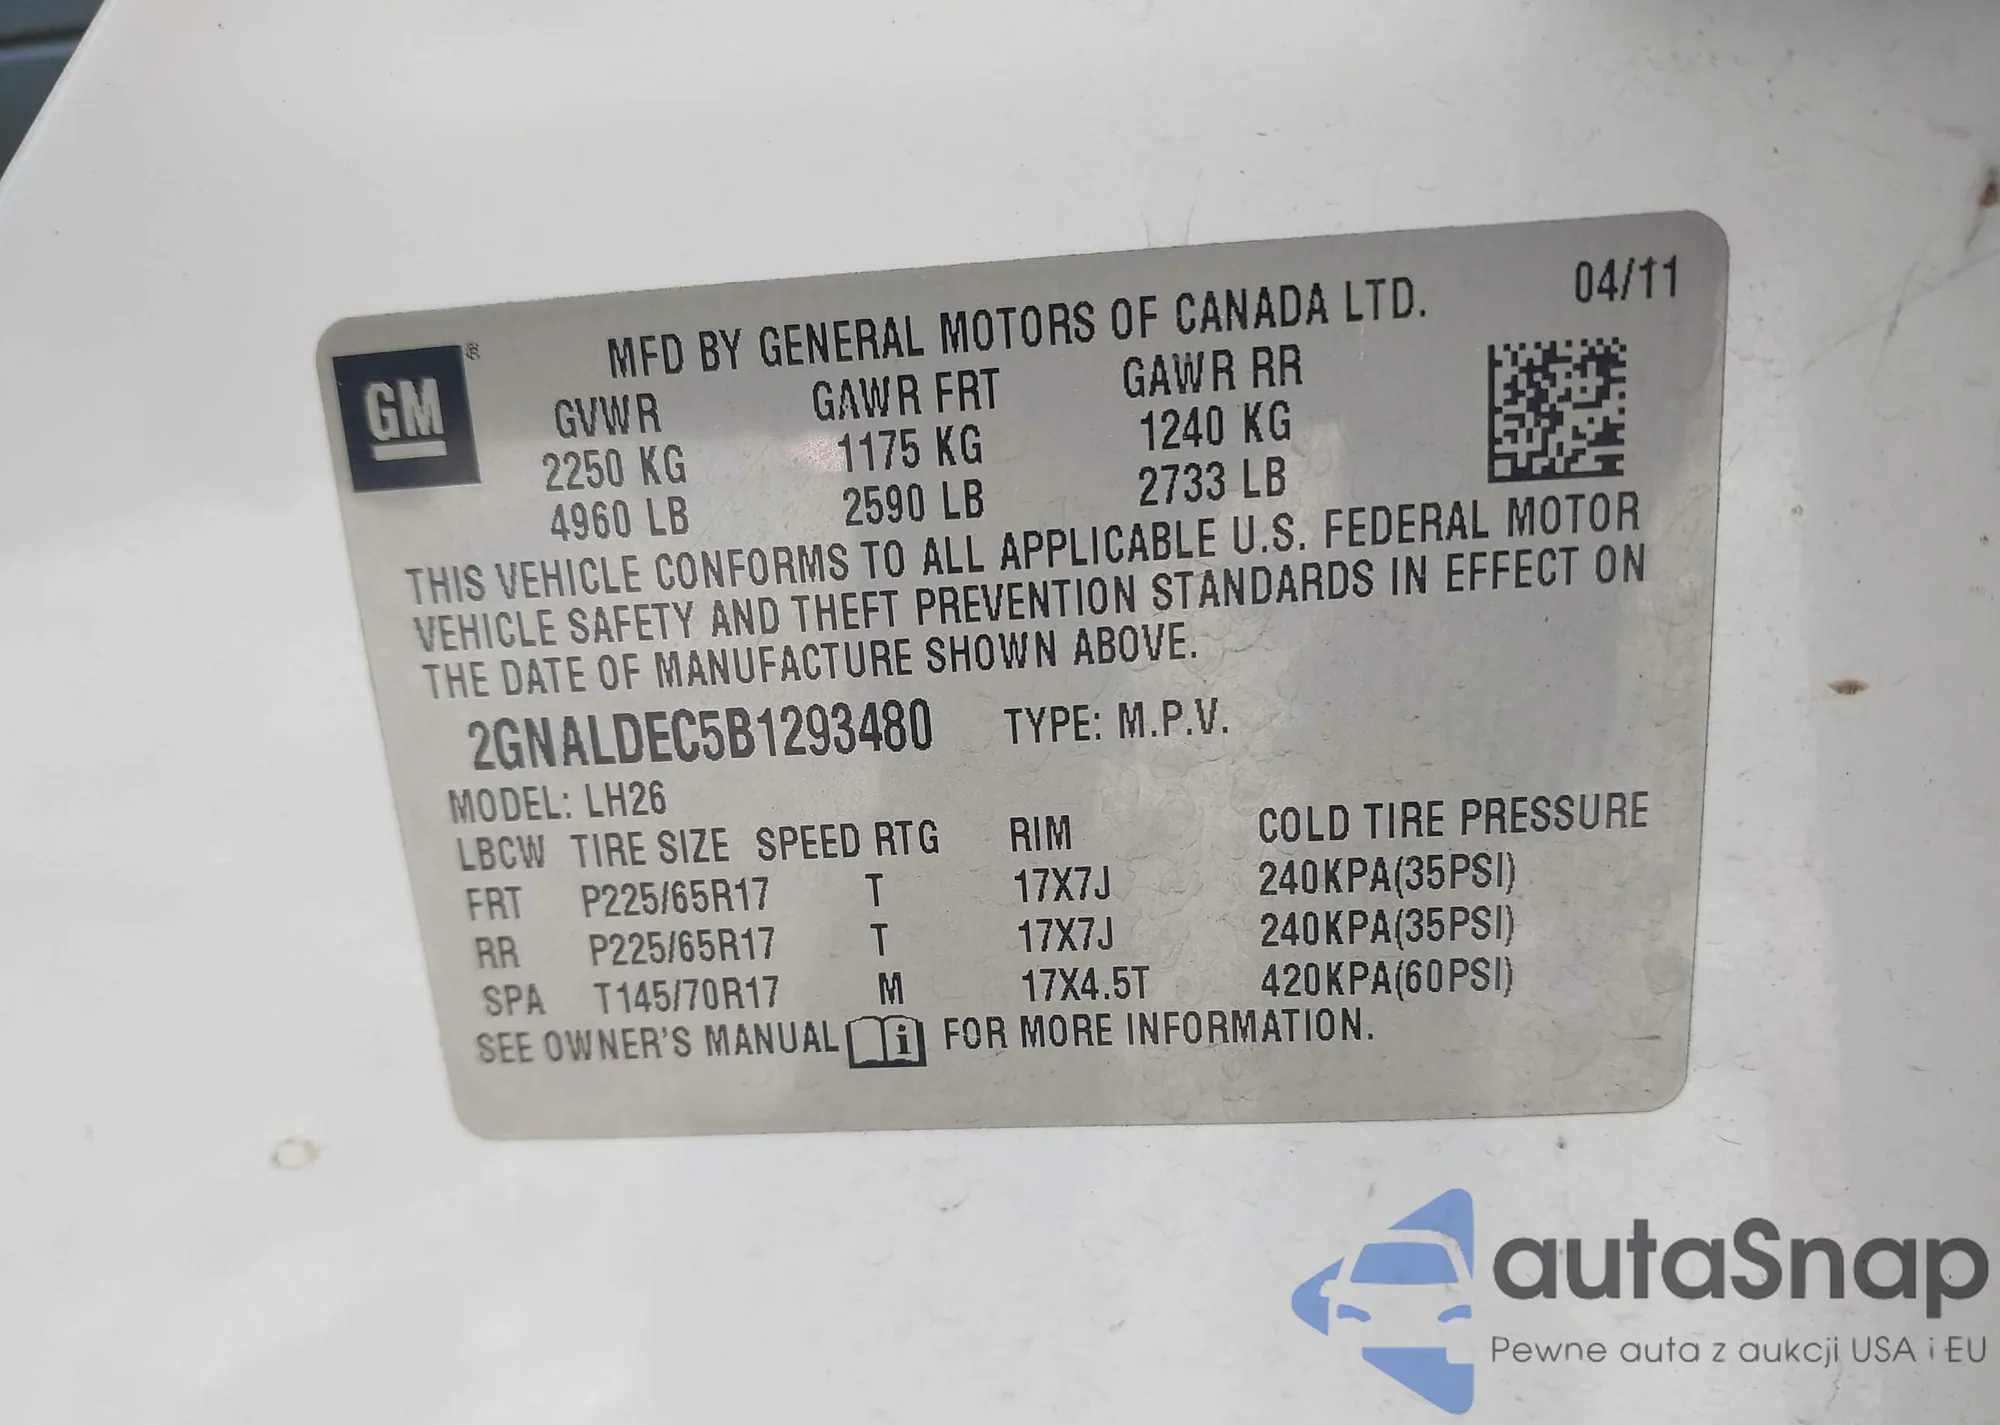 04/11
MFD BY GENERAL MOTORS OF CANADA LTD.
GM ®
GVWR GAWR FRT GAWR RR
2250 KG 1175 KG 1240 KG
4960 LB 2590 LB 2733 LB
THIS VEHICLE CONFORMS TO ALL APPLICABLE U.S. FEDERAL MOTOR
VEHICLE SAFETY AND THEFT PREVENTION STANDARDS IN EFFECT ON
THE DATE OF MANUFACTURE SHOWN ABOVE.
2GNALDEC5B1293480 TYPE: M.P.V.
MODEL: LH26
LBCW TIRE SIZE SPEED RTG RIM COLD TIRE PRESSURE
FRT P225/65R17 T 17X7J 240KPA(35PSI)
RR P225/65R17 T 17X7J 240KPA(35PSI)
SPA T145/70R17 M 17X4.5T 420KPA(60PSI)
SEE OWNER'S MANUAL i FOR MORE INFORMATION.
autaSnap
Pewne auta z aukcji USA i EU